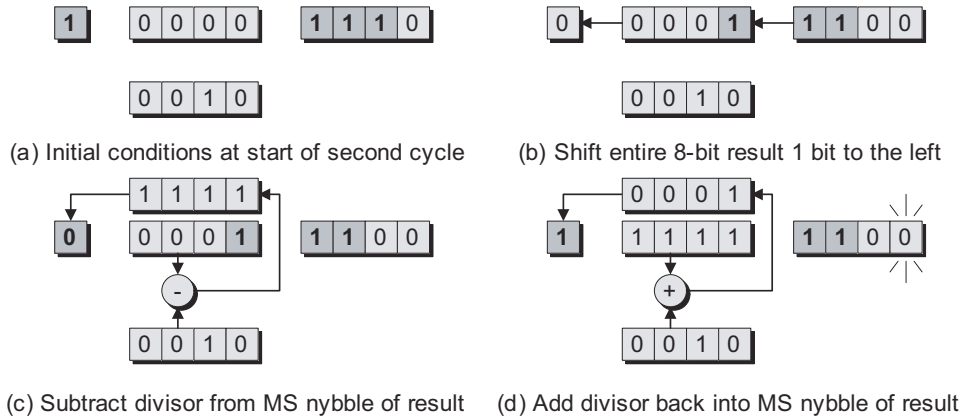 1 0 0 0 0 1 1 1 0
0 0 1 0
(a) Initial conditions at start of second cycle
0 0 0 0 1 1 1 0 0
0 0 1 0
(b) Shift entire 8-bit result 1 bit to the left
1 1 1 1
0 0 0 0 1 1 1 0 0
-
0 0 1 0
(c) Subtract divisor from MS nybble of result
0 0 0 1
1 1 1 1 1 1 1 0 0
+
0 0 1 0
(d) Add divisor back into MS nybble of result